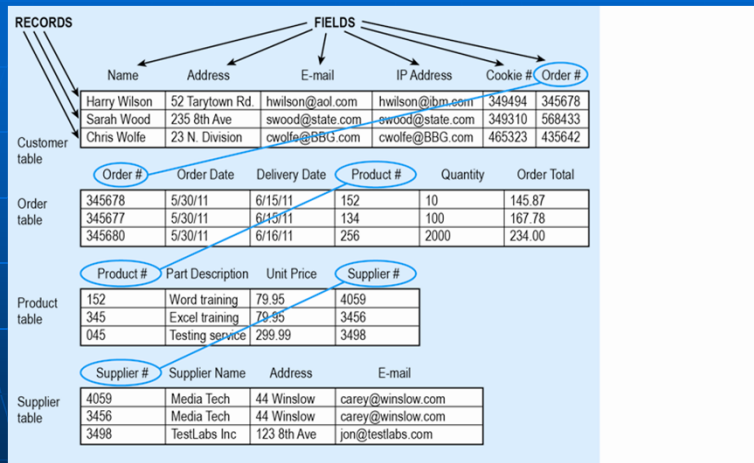 RECORDS FIELDS
Name Address E-mail IP Address Cookie # Order #
Harry Wilson 52 Tarytown Rd. hwilson@aol.com hwilson@ibm.com 349494 345678
Sarah Wood 235 8th Ave swood@state.com swood@state.com 349310 568433
Chris Wolfe 23 N. Division cwolfe@BBG.com cwolfe@BBG.com 465323 435642
Customer
table
Order # Order Date Delivery Date Product # Quantity Order Total
Order
table
345678 5/30/11 6/15/11 152 10 145.87
345677 5/30/11 6/15/11 134 100 167.78
345680 5/30/11 6/16/11 256 2000 234.00
Product # Part Description Unit Price Supplier #
Product
table
152 Word training 79.95 4059
345 Excel training 79.95 3456
045 Testing service 299.99 3498
Supplier # Supplier Name Address E-mail
Supplier
table
4059 Media Tech 44 Winslow carey@winslow.com
3456 Media Tech 44 Winslow carey@winslow.com
3498 TestLabs Inc 123 8th Ave jon@testlabs.com